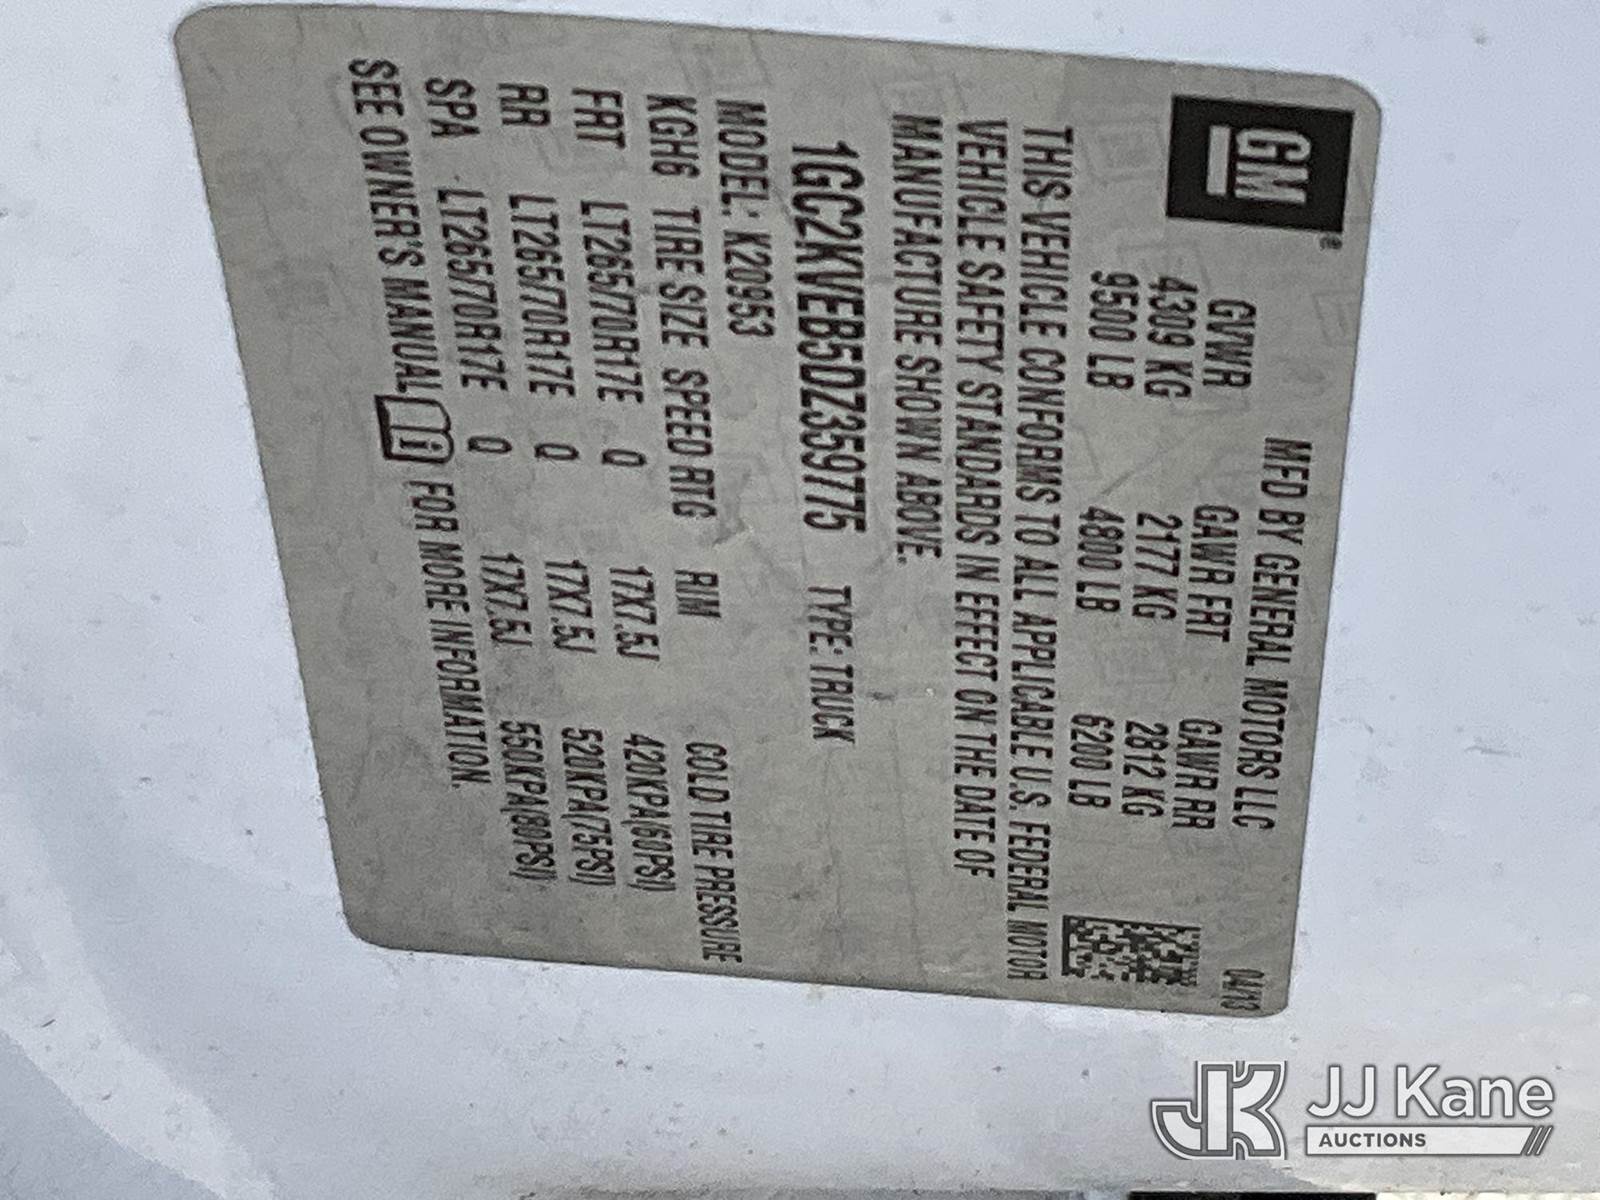 GM
MFD BY GENERAL MOTORS LLC 04/13
GVWR GAWR FRT GAWR RR
4309 KG 2177 KG 2812 KG
9500 LB 4800 LB 6200 LB
THIS VEHICLE CONFORMS TO ALL APPLICABLE U.S. FEDERAL MOTOR
VEHICLE SAFETY STANDARDS IN EFFECT ON THE DATE OF
MANUFACTURE SHOWN ABOVE.
1GC2KVEB5DZ359775 TYPE: TRUCK
MODEL: K20953
KGH6 TIRE SIZE SPEED RTG RIM COLD TIRE PRESSURE
FRT LT265/70R17E Q 17X7.5J 420KPA(60PSI)
RR LT265/70R17E Q 17X7.5J 520KPA(75PSI)
SPA LT265/70R17E Q 17X7.5J 550KPA(80PSI)
SEE OWNER'S MANUAL i FOR MORE INFORMATION.
JK JJ Kane
AUCTIONS